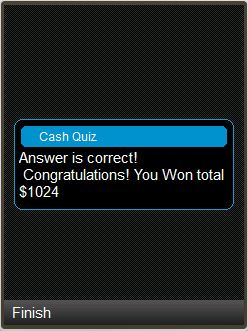 Cash Quiz
Answer is correct!
Congratulations! You Won total
$1024
Finish